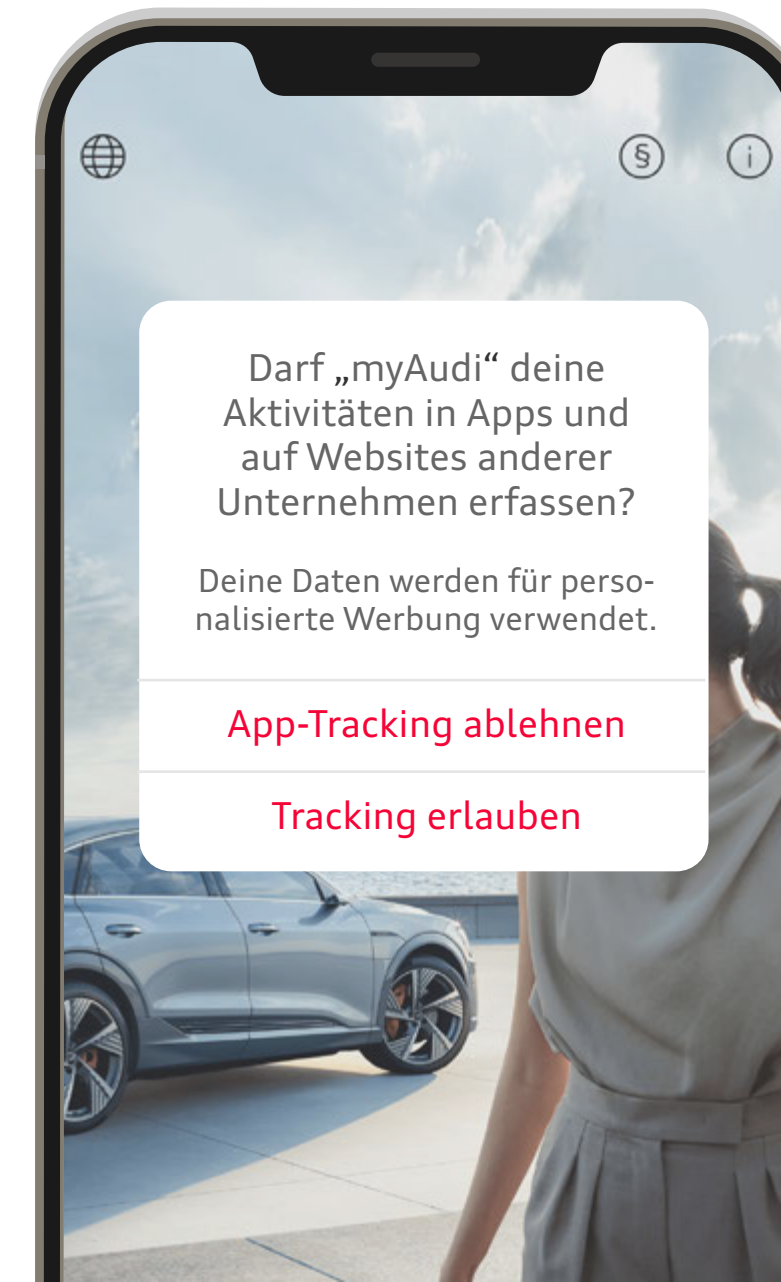 § i
Darf „myAudi“ deine
Aktivitäten in Apps und
auf Websites anderer
Unternehmen erfassen?
Deine Daten werden für perso-
nalisierte Werbung verwendet.
App-Tracking ablehnen
Tracking erlauben